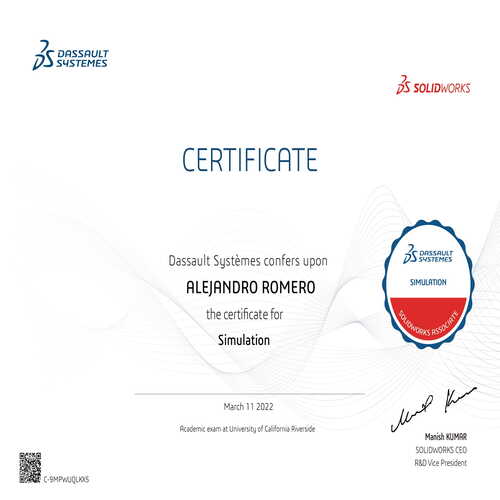 DASSAULT
SYSTEMES
SOLIDWORKS
CERTIFICATE
Dassault Systèmes confers upon
ALEJANDRO ROMERO
the certificate for
Simulation
DASSAULT
SYSTEMES
SIMULATION
SOLIDWORKS ASSOCIATE
March 11 2022
Academic exam at University of California Riverside
Manish KUMAR
SOLIDWORKS CEO
R&D Vice President
C-9MPWUQLKX5